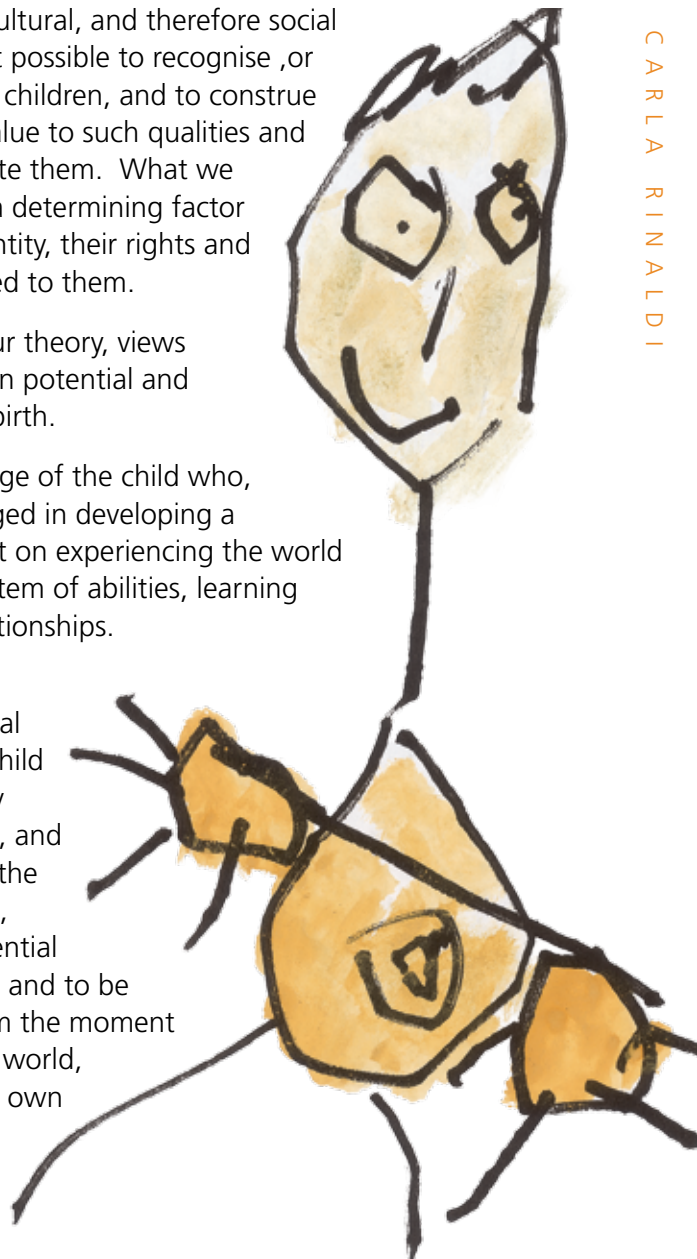 ultural, and therefore social
t possible to recognise ,or
children, and to construe
alue to such qualities and
te them. What we
n determining factor
ntity, their rights and
ed to them.
ur theory, views
n potential and
birth.
ge of the child who,
ged in developing a
t on experiencing the world
tem of abilities, learning
tionships.
al
hild
y
, and
the
,
ential
and to be
m the moment
world,
own
CARLA RINALDI